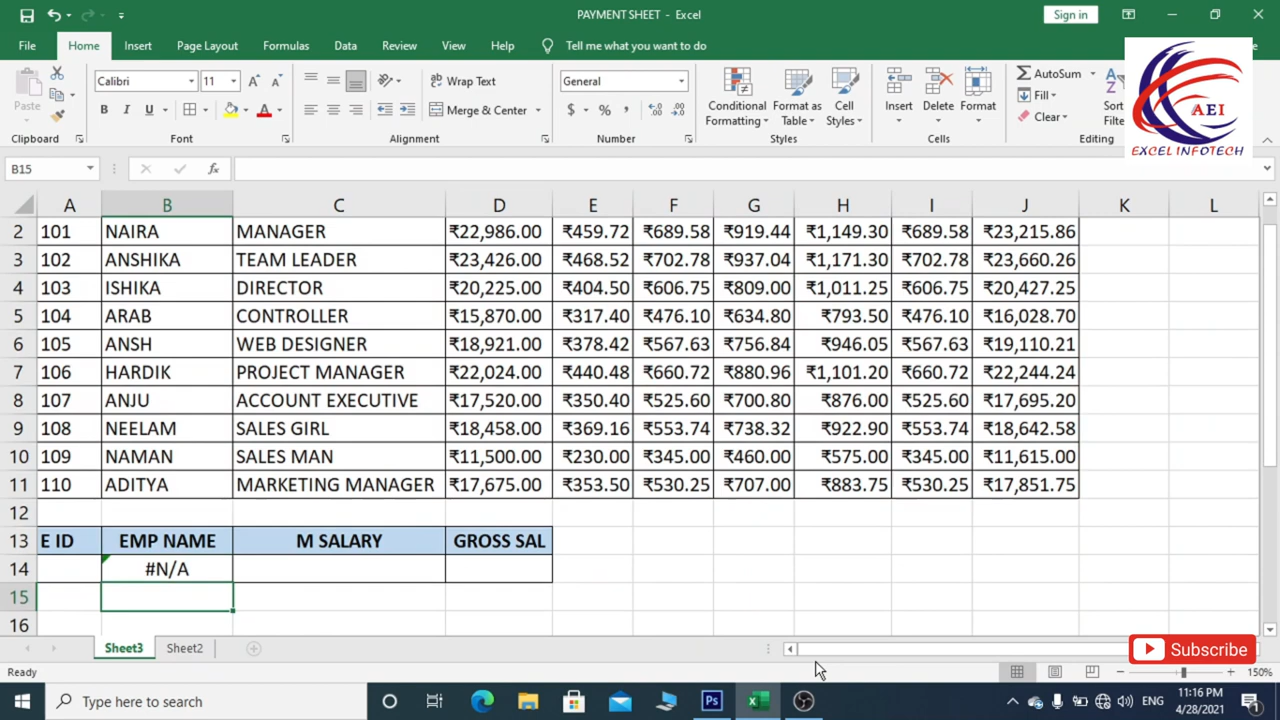 PAYMENT SHEET - Excel
Sign in
File Home Insert Page Layout Formulas Data Review View Help Tell me what you want to do
Calibri 11 Wrap Text General AutoSum
Paste Merge & Center Conditional Formatting Format as Table Cell Styles Insert Delete Format Fill Sort Filter
Clear
Clipboard Font Alignment Number Styles Cells Editing
AEI
EXCEL INFOTECH
B15 fx
A B C D E F G H I J K L
2 101 NAIRA MANAGER ₹22,986.00 ₹459.72 ₹689.58 ₹919.44 ₹1,149.30 ₹689.58 ₹23,215.86
3 102 ANSHIKA TEAM LEADER ₹23,426.00 ₹468.52 ₹702.78 ₹937.04 ₹1,171.30 ₹702.78 ₹23,660.26
4 103 ISHIKA DIRECTOR ₹20,225.00 ₹404.50 ₹606.75 ₹809.00 ₹1,011.25 ₹606.75 ₹20,427.25
5 104 ARAB CONTROLLER ₹15,870.00 ₹317.40 ₹476.10 ₹634.80 ₹793.50 ₹476.10 ₹16,028.70
6 105 ANSH WEB DESIGNER ₹18,921.00 ₹378.42 ₹567.63 ₹756.84 ₹946.05 ₹567.63 ₹19,110.21
7 106 HARDIK PROJECT MANAGER ₹22,024.00 ₹440.48 ₹660.72 ₹880.96 ₹1,101.20 ₹660.72 ₹22,244.24
8 107 ANJU ACCOUNT EXECUTIVE ₹17,520.00 ₹350.40 ₹525.60 ₹700.80 ₹876.00 ₹525.60 ₹17,695.20
9 108 NEELAM SALES GIRL ₹18,458.00 ₹369.16 ₹553.74 ₹738.32 ₹922.90 ₹553.74 ₹18,642.58
10 109 NAMAN SALES MAN ₹11,500.00 ₹230.00 ₹345.00 ₹460.00 ₹575.00 ₹345.00 ₹11,615.00
11 110 ADITYA MARKETING MANAGER ₹17,675.00 ₹353.50 ₹530.25 ₹707.00 ₹883.75 ₹530.25 ₹17,851.75
12
13 E ID EMP NAME M SALARY GROSS SAL
14 #N/A
15
16
Sheet3 Sheet2
Subscribe
Ready 150%
Type here to search
Ps
ENG
11:16 PM
4/28/2021
1